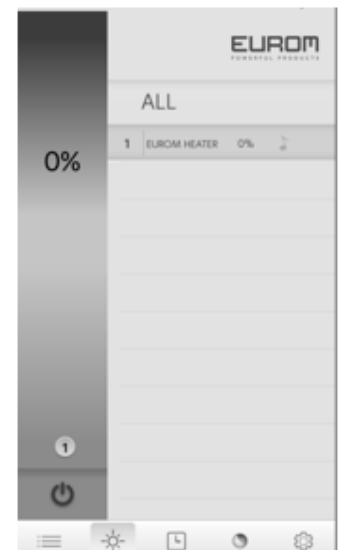 EUROM
POWERFUL PRODUCTS
ALL
1 EUROM HEATER 0%
0%
1